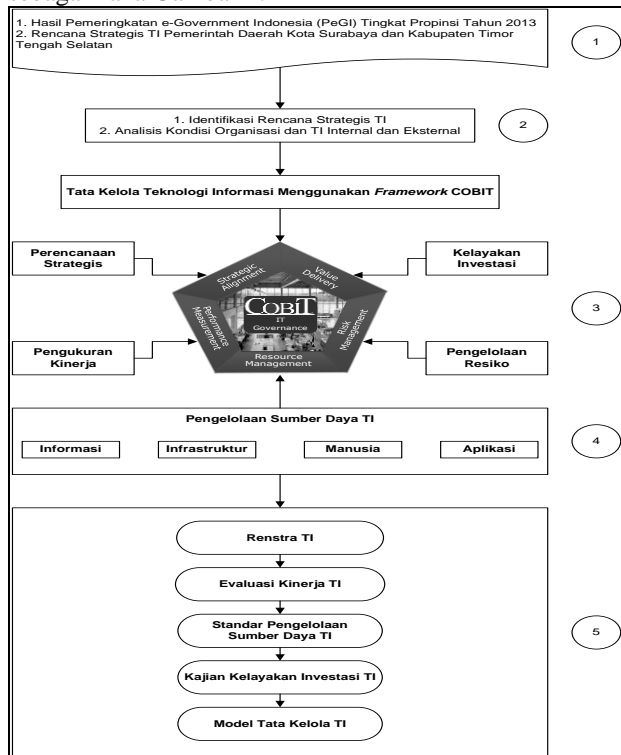 1. Hasil Pemeringkatan e-Government Indonesia (PeGI) Tingkat Propinsi Tahun 2013
2. Rencana Strategis TI Pemerintah Daerah Kota Surabaya dan Kabupaten Timor
Tengah Selatan
1
1. Identifikasi Rencana Strategis TI
2. Analisis Kondisi Organisasi dan TI Internal dan Eksternal
2
Tata Kelola Teknologi Informasi Menggunakan Framework COBIT
Perencanaan
Strategis
Kelayakan
Investasi
Strategic
Alignment
Value
Delivery
Performance
Measurement
COBIT
IT
Governance
Risk
Management
Resource
Management
3
Pengukuran
Kinerja
Pengelolaan
Resiko
Pengelolaan Sumber Daya TI
Informasi
Infrastruktur
Manusia
Aplikasi
4
Renstra TI
Evaluasi Kinerja TI
Standar Pengelolaan
Sumber Daya TI
Kajian Kelayakan Investasi TI
Model Tata Kelola TI
5